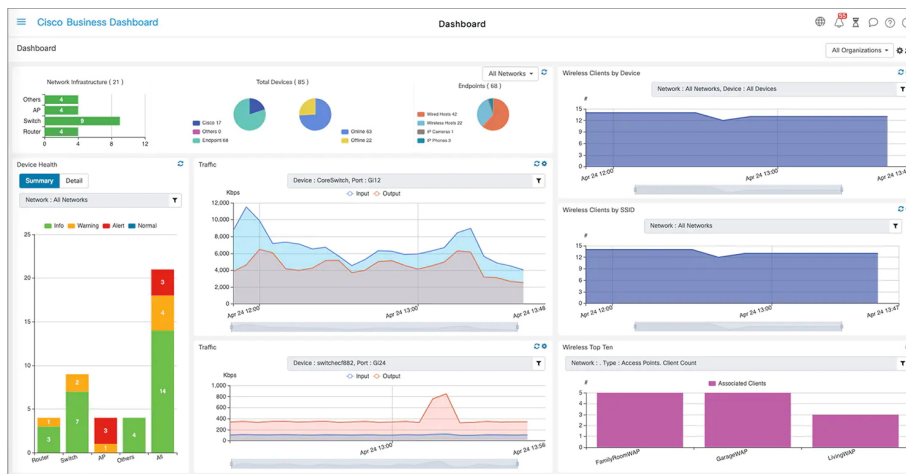 Cisco Business Dashboard
Dashboard
55
Dashboard
All Organizations
All Networks
Network Infrastructure ( 21 )
Others 4
AP 4
Switch 9
Router 4
0 4 8 12
Total Devices ( 85 )
Cisco 17
Others 0
Endpoint 68
Online 63
Offline 22
Endpoints ( 68 )
Wired Hosts 42
Wireless Hosts 22
IP Cameras 1
IP Phones 3
Wireless Clients by Device
Network : All Networks, Device : All Devices
#
15
12
9
6
3
0
Apr 24 12:00 Apr 24 13:00 Apr 24 13:4
Device Health
Summary Detail
Network : All Networks
Info Warning Alert Normal
25
20
15
10
5
0
3 1
7 2
1 3
4
14 4 3
Router Switch AP Others All
Traffic
Device : CoreSwitch, Port : Gi12
Kbps
Input Output
12,000
10,000
8,000
6,000
4,000
2,000
0
Apr 24 12:00 Apr 24 13:00 Apr 24 13:48
Wireless Clients by SSID
Network : All Networks
#
15
12
9
6
3
0
Apr 24 12:00 Apr 24 13:00 Apr 24 13:47
Traffic
Device : switchecf882, Port : GI24
Kbps
Input Output
1,000
800
600
400
200
0
Apr 24 13:00 Apr 24 13:56
Wireless Top Ten
Network : . Type : Access Points. Client Count
#
Associated Clients
5
4
3
2
1
0
FamilyRoomWAP GarageWAP LivingWAP